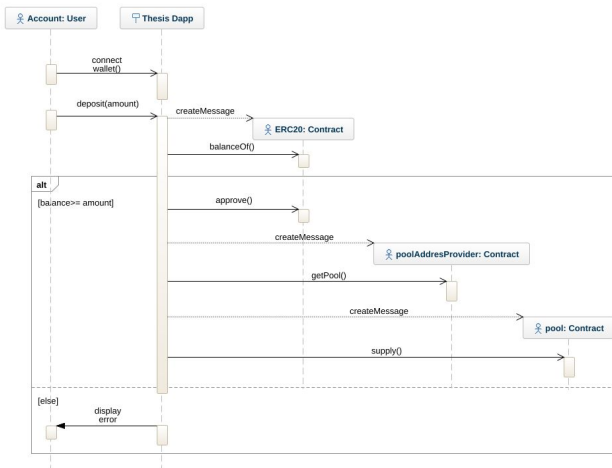 Account: User
Thesis Dapp
connect
wallet()
deposit(amount)
createMessage
ERC20: Contract
balanceOf()
alt
[balance>= amount]
approve()
createMessage
poolAddresProvider: Contract
getPool()
createMessage
pool: Contract
supply()
[else]
display
error